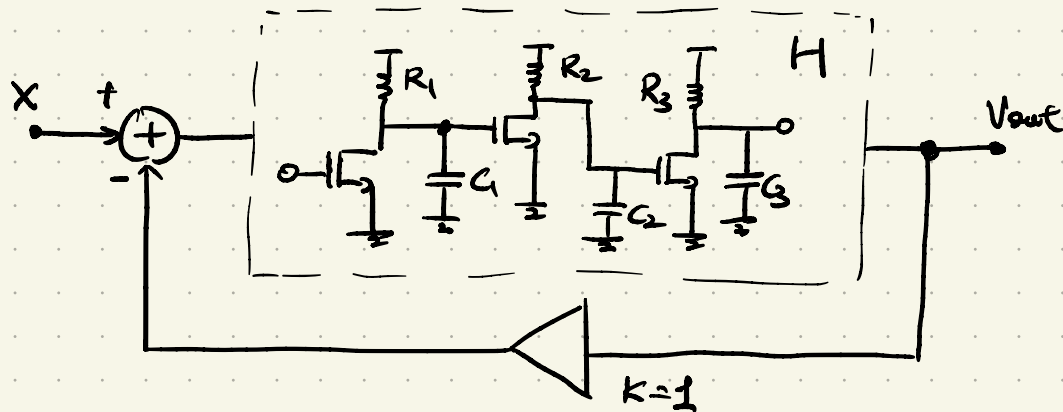 H
R1
R2
R3
X
+
+
Vout
-
C1
C2
C3
K=1